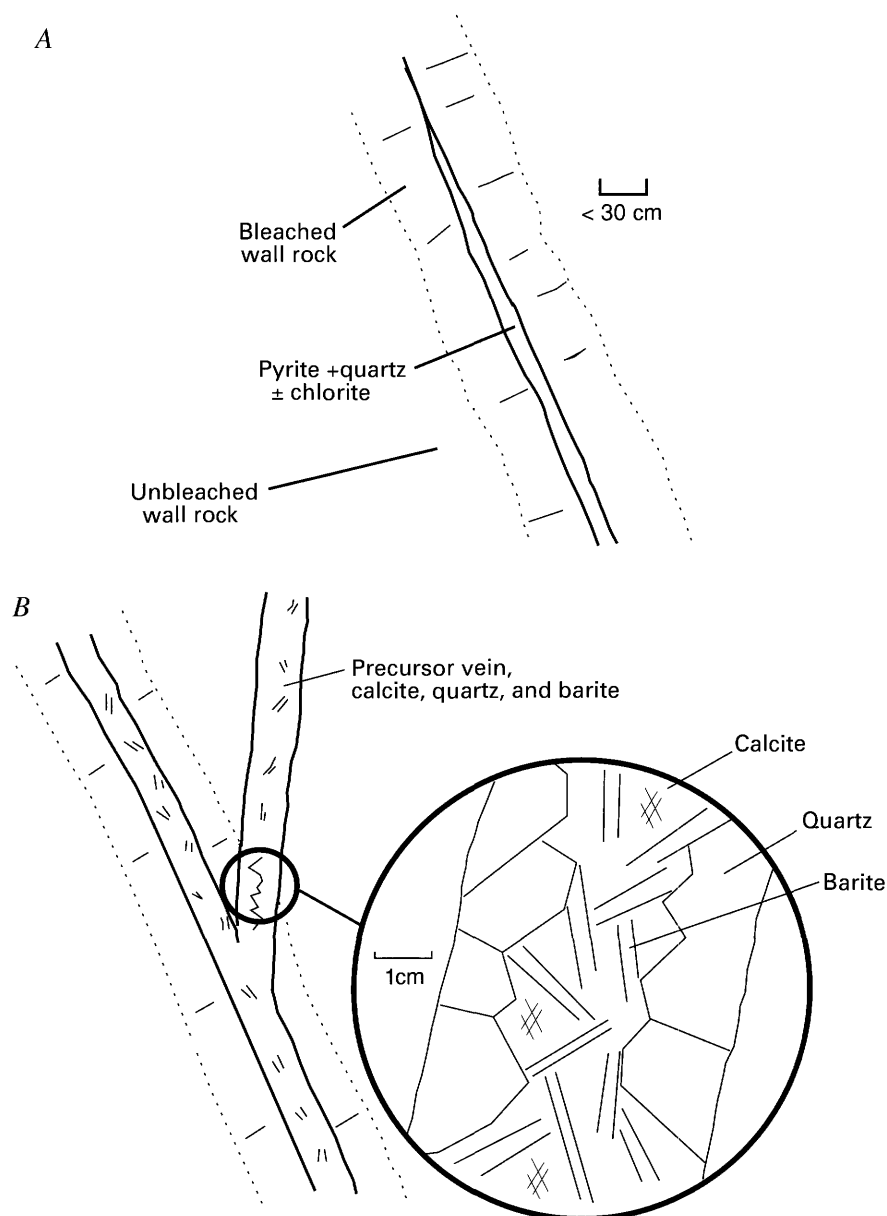 A
< 30 cm
Bleached
wall rock
Pyrite +quartz
± chlorite
Unbleached
wall rock
B
Precursor vein,
calcite, quartz, and barite
Calcite
Quartz
Barite
1cm